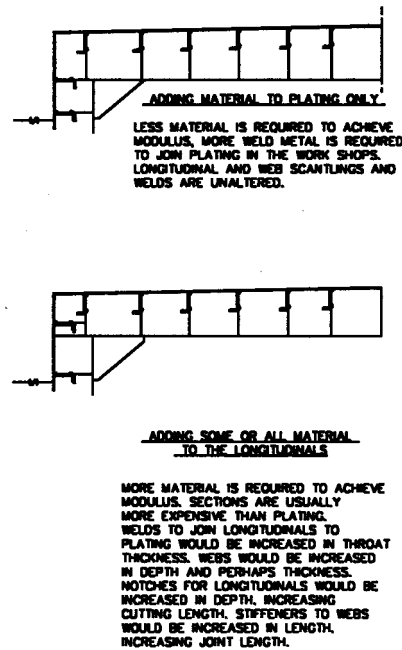 ADDING MATERIAL TO PLATING ONLY
LESS MATERIAL IS REQUIRED TO ACHIEVE
MODULUS, MORE WELD METAL IS REQUIRED
TO JOIN PLATING IN THE WORK SHOPS.
LONGITUDINAL AND WEB SCANTLINGS AND
WELDS ARE UNALTERED.
ADDING SOME OR ALL MATERIAL
TO THE LONGITUDINALS
MORE MATERIAL IS REQUIRED TO ACHIEVE
MODULUS. SECTIONS ARE USUALLY
MORE EXPENSIVE THAN PLATING.
WELDS TO JOIN LONGITUDINALS TO
PLATING WOULD BE INCREASED IN THROAT
THICKNESS. WEBS WOULD BE INCREASED
IN DEPTH AND PERHAPS THICKNESS.
NOTCHES FOR LONGITUDINALS WOULD BE
INCREASED IN DEPTH, INCREASING
CUTTING LENGTH. STIFFENERS TO WEBS
WOULD BE INCREASED IN LENGTH,
INCREASING JOINT LENGTH.